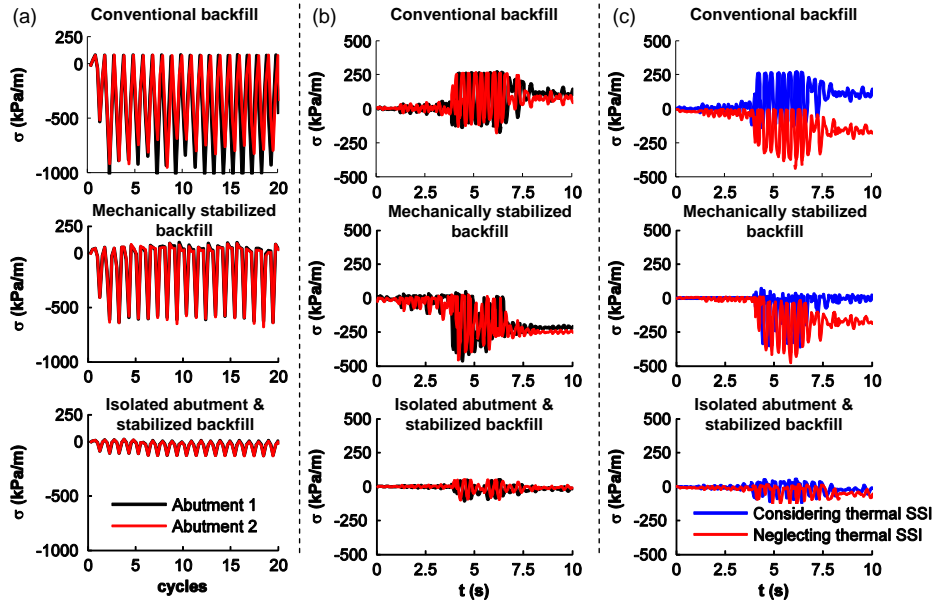 (a)
Conventional backfill
250
0
-500
-1000
σ (kPa/m)
0
5
10
15
20
Mechanically stabilized
backfill
250
0
-500
-1000
σ (kPa/m)
0
5
10
15
20
Isolated abutment &
stabilized backfill
250
0
-500
-1000
σ (kPa/m)
Abutment 1
Abutment 2
0
5
10
15
20
cycles
(b)
Conventional backfill
500
250
0
-250
-500
σ (kPa/m)
0
2.5
5
7.5
10
Mechanically stabilized
backfill
500
250
0
-250
-500
σ (kPa/m)
0
2.5
5
7.5
10
Isolated abutment &
stabilized backfill
500
250
0
-250
-500
σ (kPa/m)
0
2.5
5
7.5
10
t (s)
(c)
Conventional backfill
500
250
0
-250
-500
σ (kPa/m)
0
2.5
5
7.5
10
Mechanically stabilized
backfill
500
250
0
-250
-500
σ (kPa/m)
0
2.5
5
7.5
10
Isolated abutment &
stabilized backfill
500
250
0
-250
-500
σ (kPa/m)
Considering thermal SSI
Neglecting thermal SSI
0
2.5
5
7.5
10
t (s)